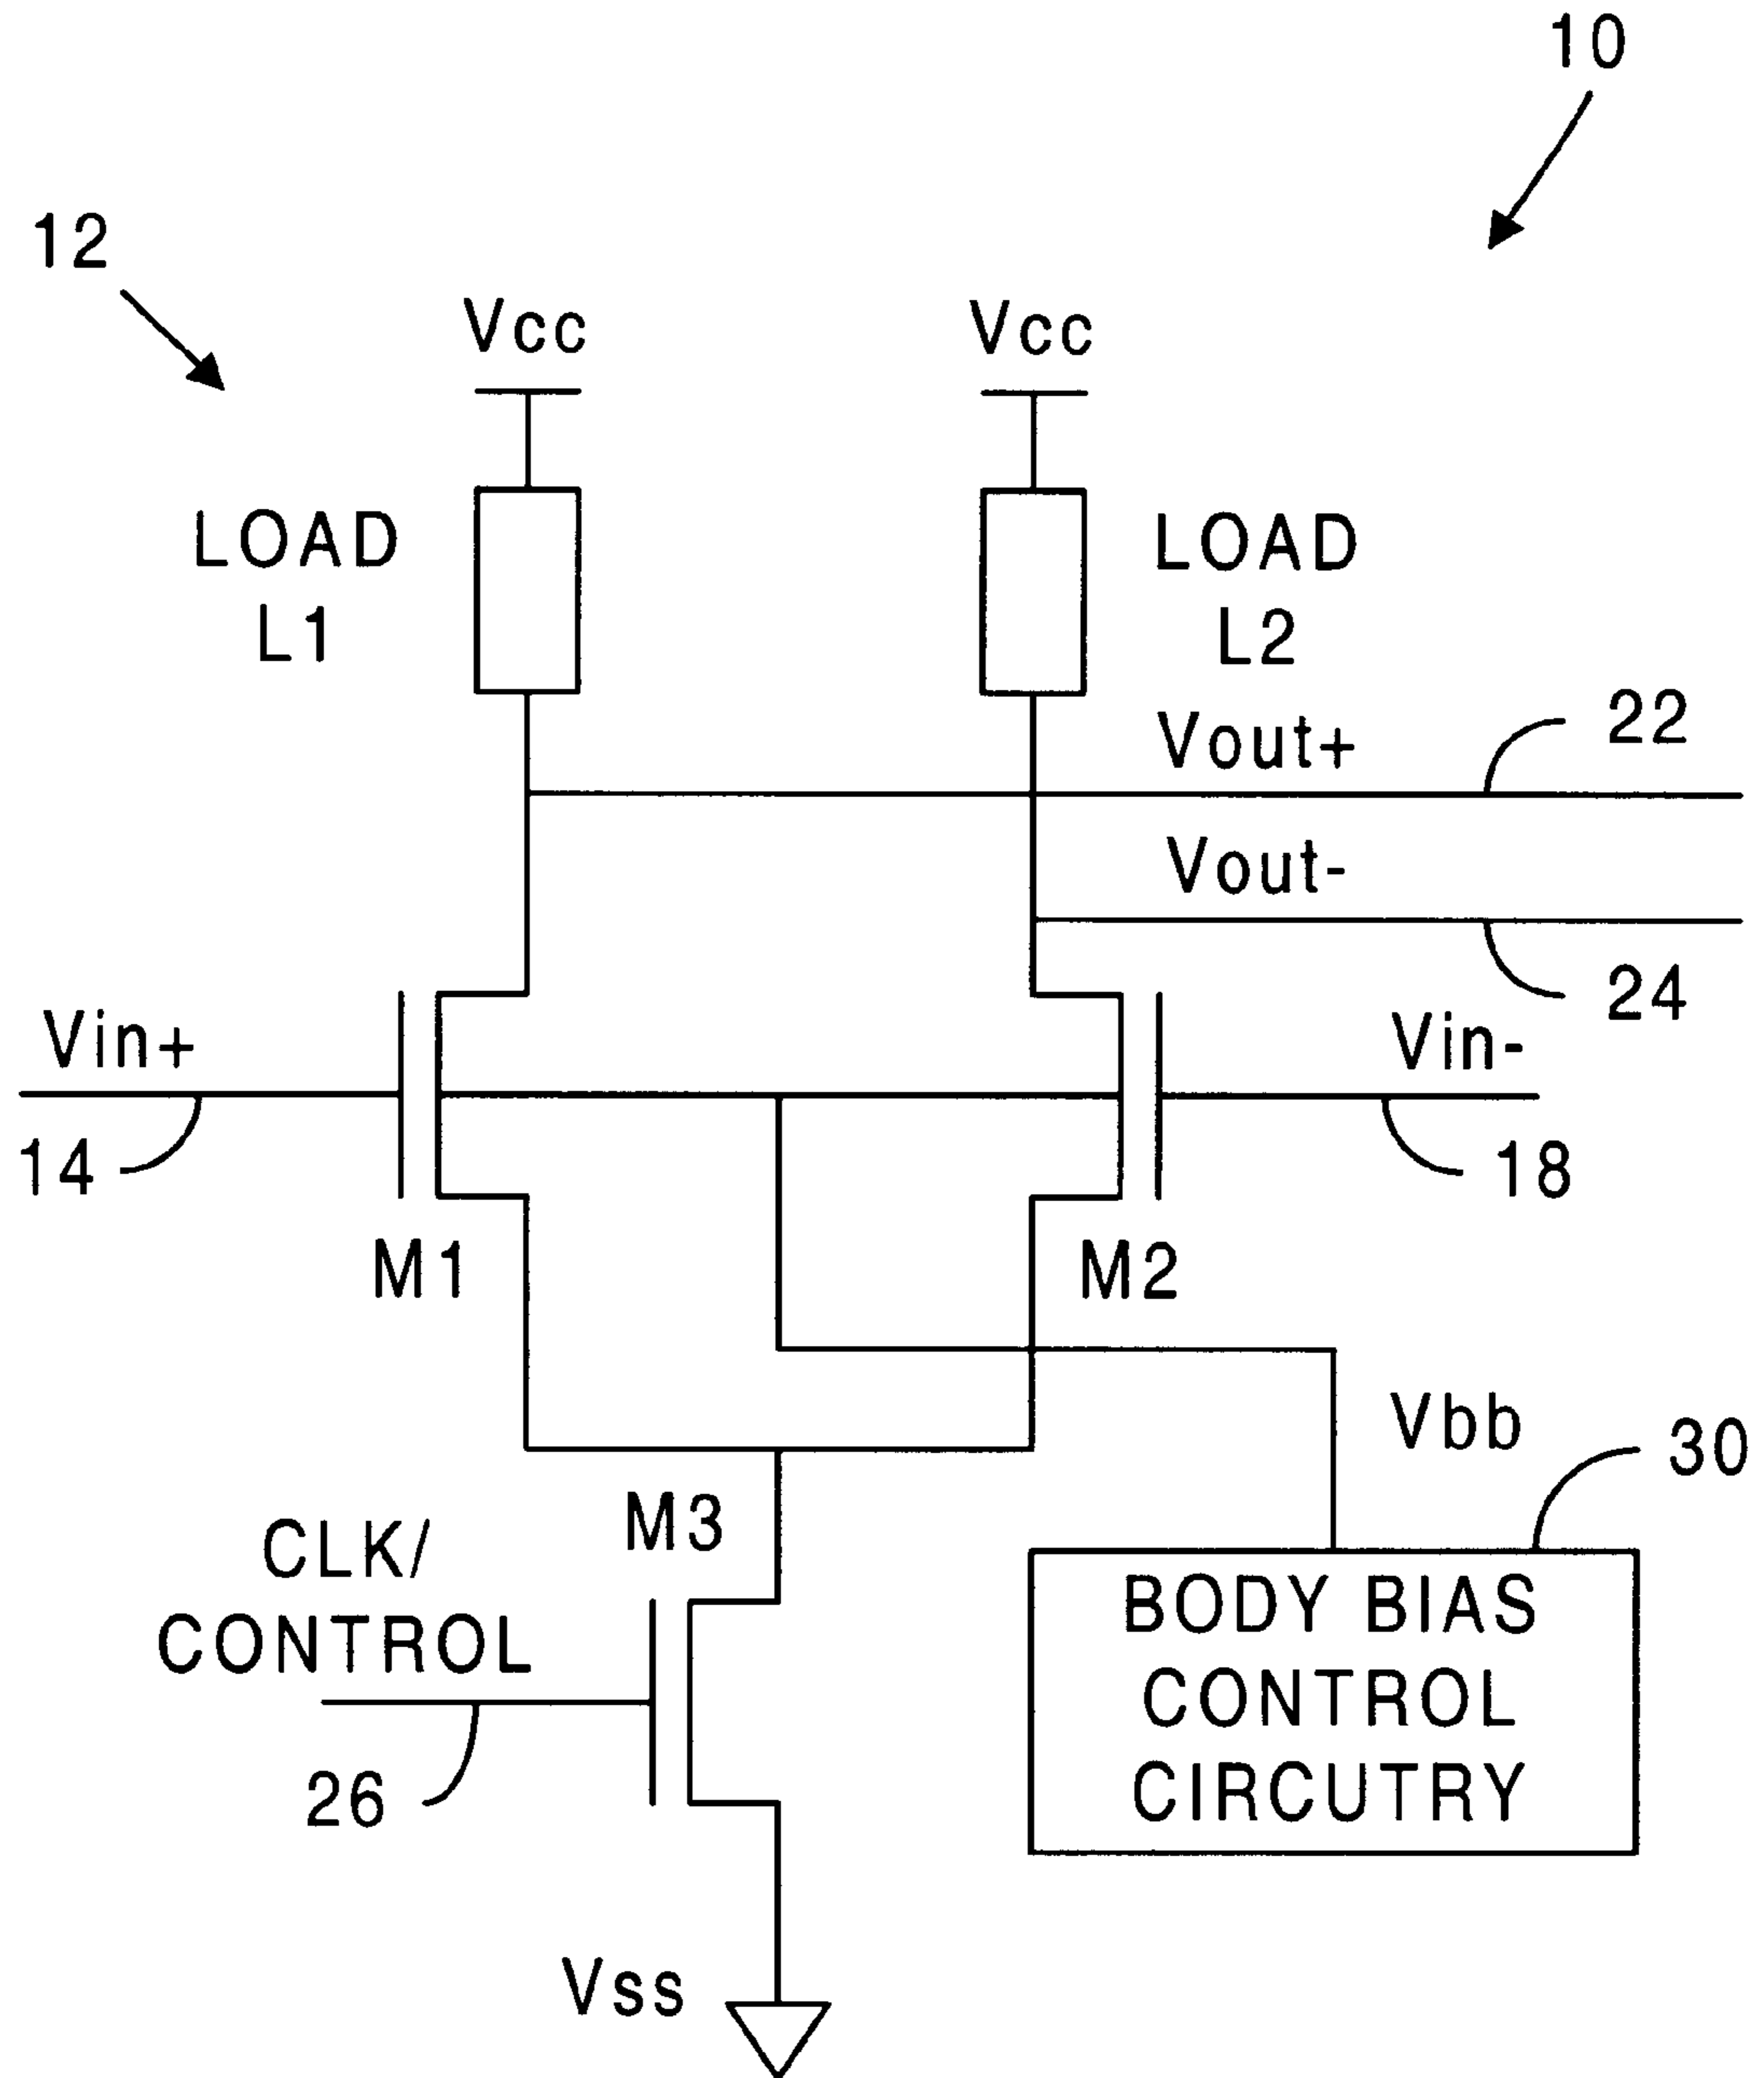 10
12
Vcc
Vcc
LOAD
L1
LOAD
L2
Vout+
22
Vout-
24
Vin+
Vin-
14
18
M1
M2
Vbb
30
M3
CLK/
CONTROL
26
BODY BIAS
CONTROL
CIRCUTRY
Vss